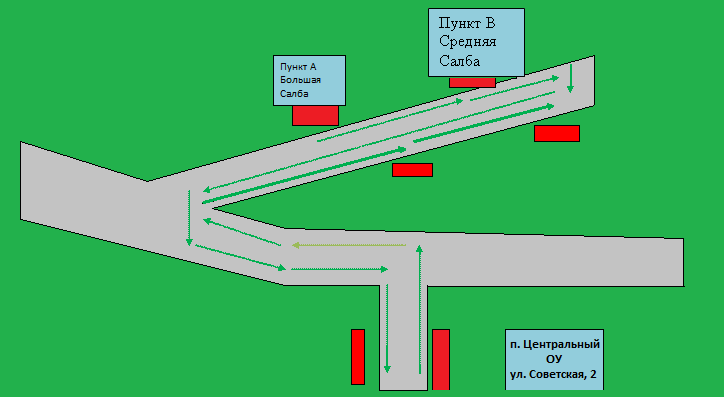 Пункт А
Большая
Салба
Пункт В
Средняя
Салба
п. Центральный
ОУ
ул. Советская, 2